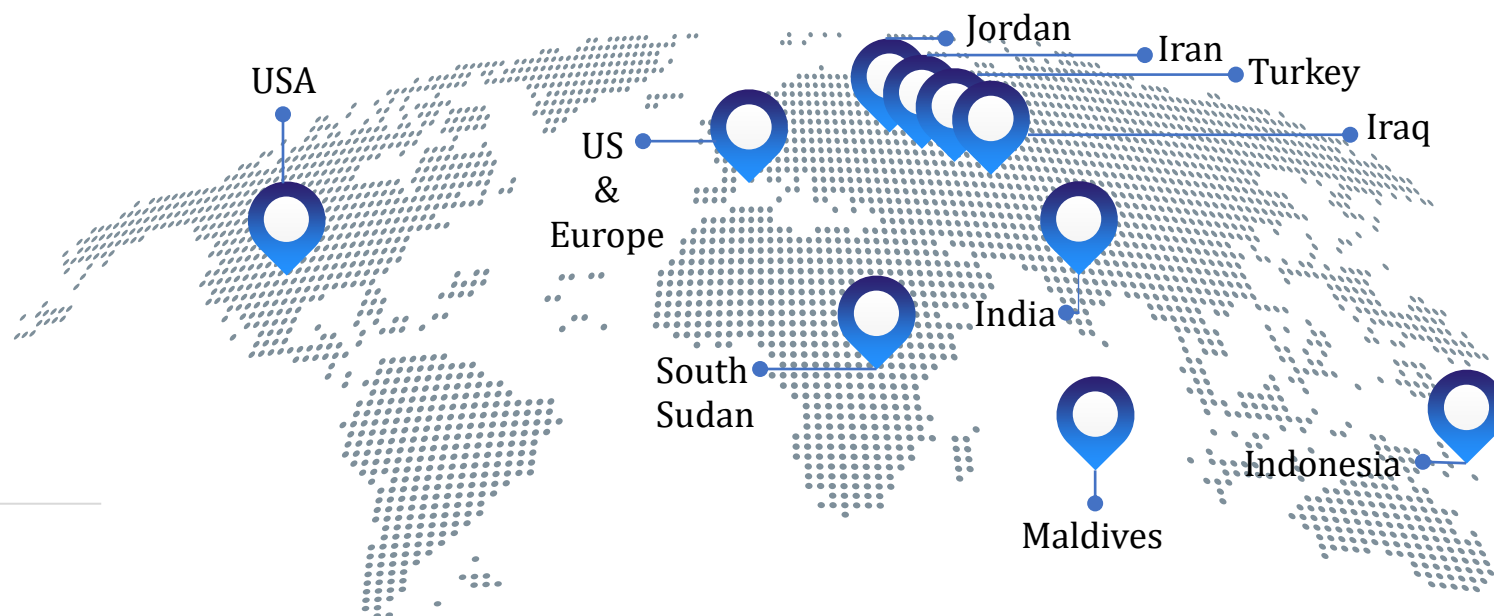 Jordan
Iran
Turkey
USA
Iraq
US
&
Europe
India
South
Sudan
Indonesia
Maldives